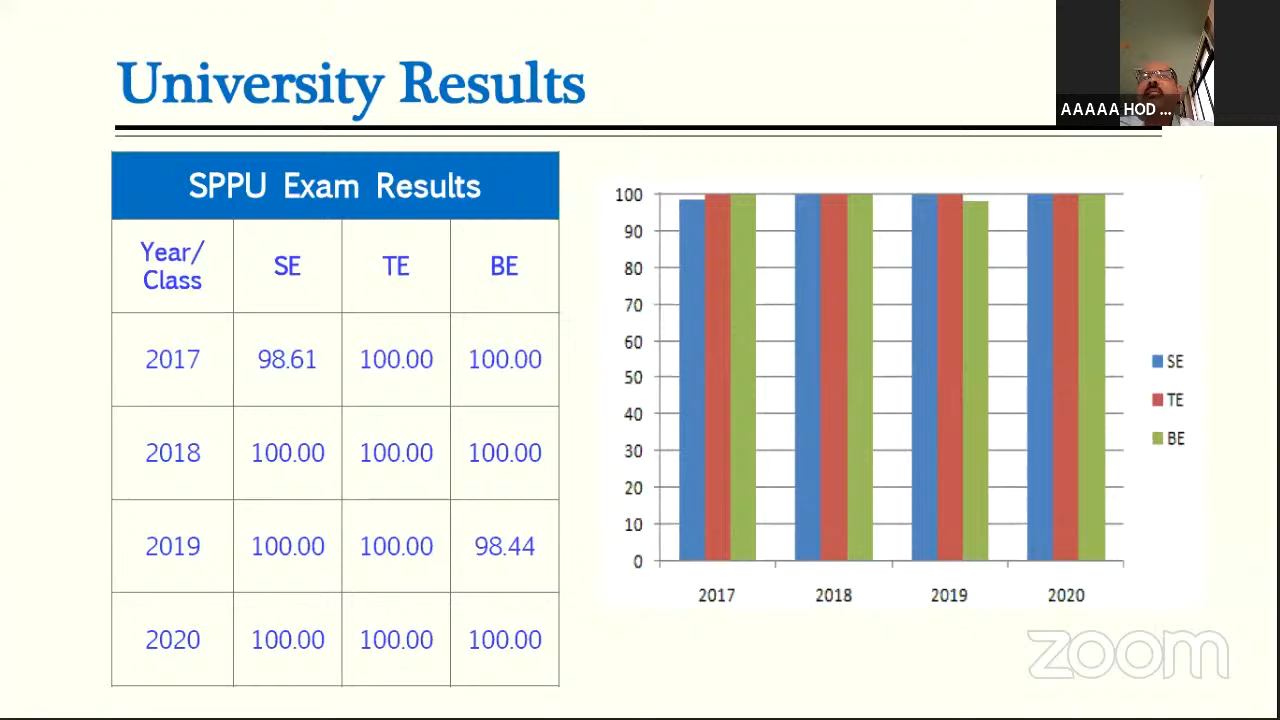 University Results
AAAAA HOD ...
SPPU Exam Results
Year/
Class
SE
TE
BE
2017
98.61
100.00
100.00
2018
100.00
100.00
100.00
2019
100.00
100.00
98.44
2020
100.00
100.00
100.00
100
90
80
70
60
50
40
30
20
10
0
2017
2018
2019
2020
SE
TE
BE
zoom